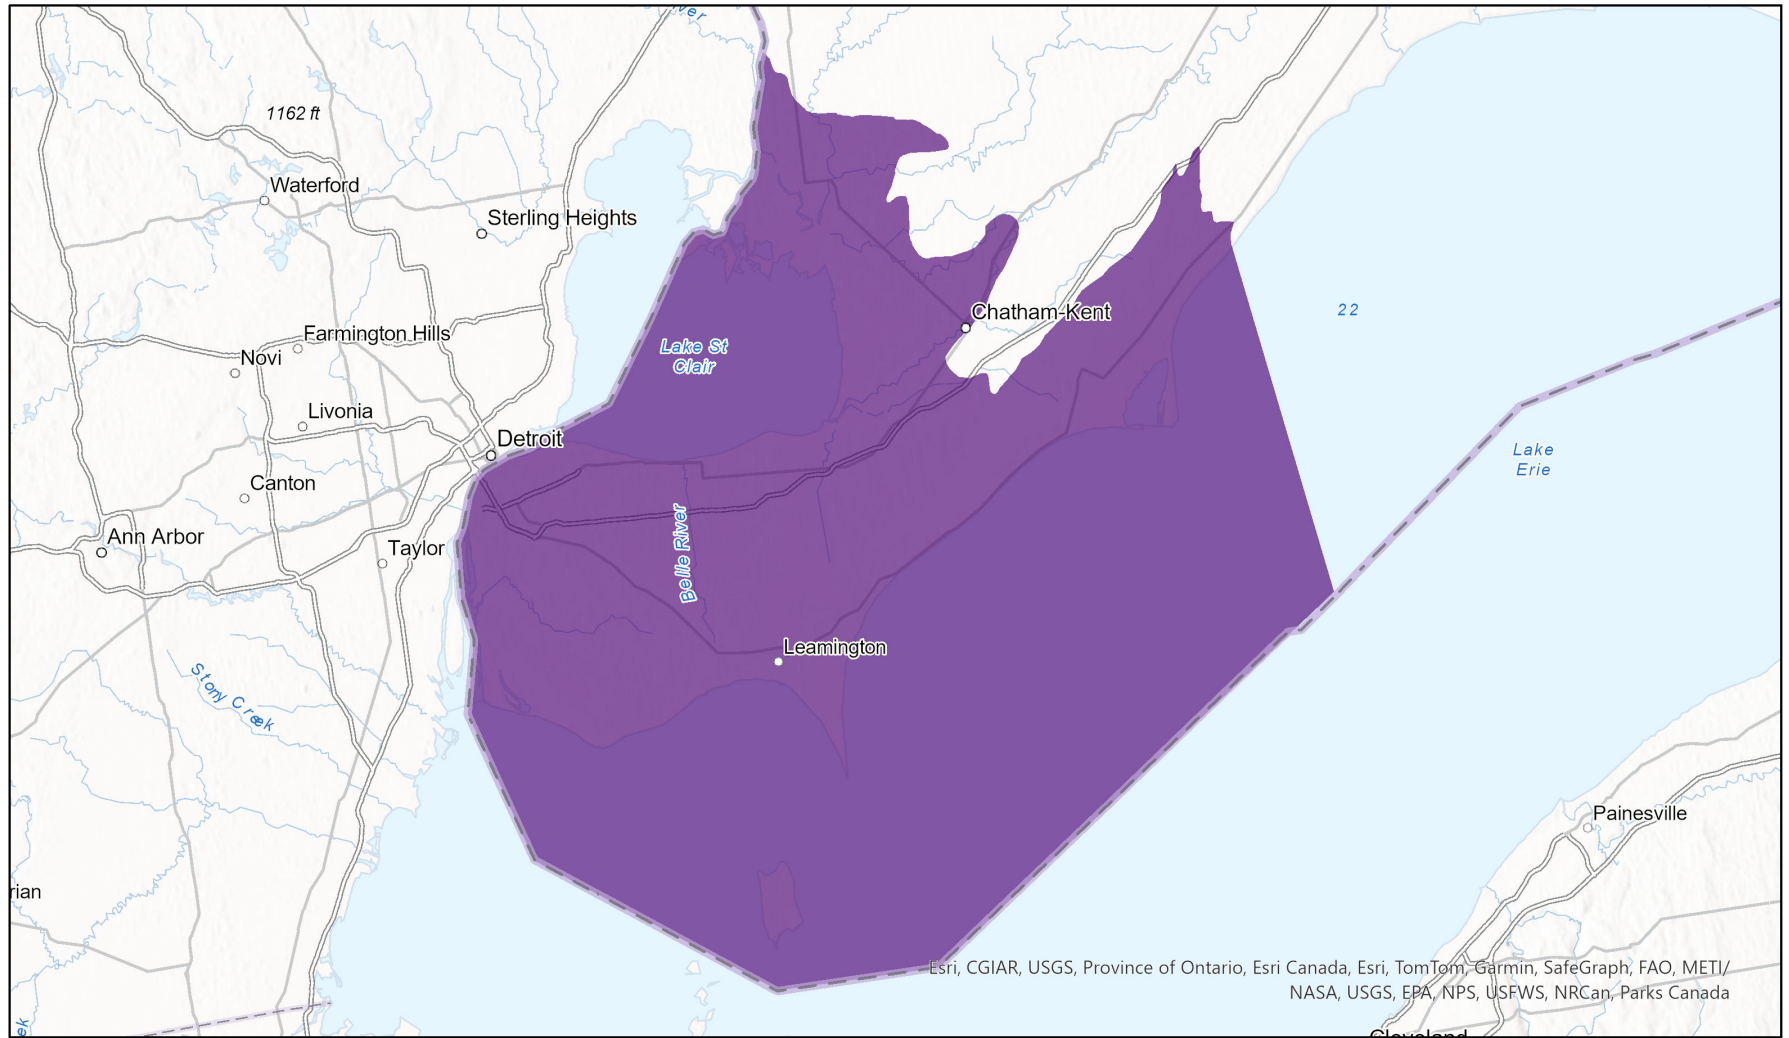 ver
1162 ft
Waterford
Sterling Heights
Chatham-Kent
22
Lake St
Clair
Farmington Hills
Novi
Livonia
Detroit
Lake
Erie
Canton
Ann Arbor
Taylor
Belle River
Leamington
Stony Creek
Painesville
rian
Esri, CGIAR, USGS, Province of Ontario, Esri Canada, Esri, TomTom, Garmin, SafeGraph, FAO, METI/
NASA, USGS, EPA, NPS, USFWS, NRCan, Parks Canada
ek
Cleveland